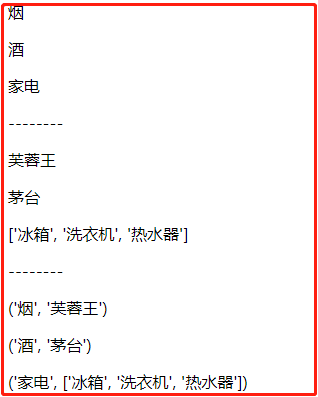 烟
酒
家电
--------
芙蓉王
茅台
['冰箱', '洗衣机', '热水器']
--------
('烟', '芙蓉王')
('酒', '茅台')
('家电', ['冰箱', '洗衣机', '热水器'])